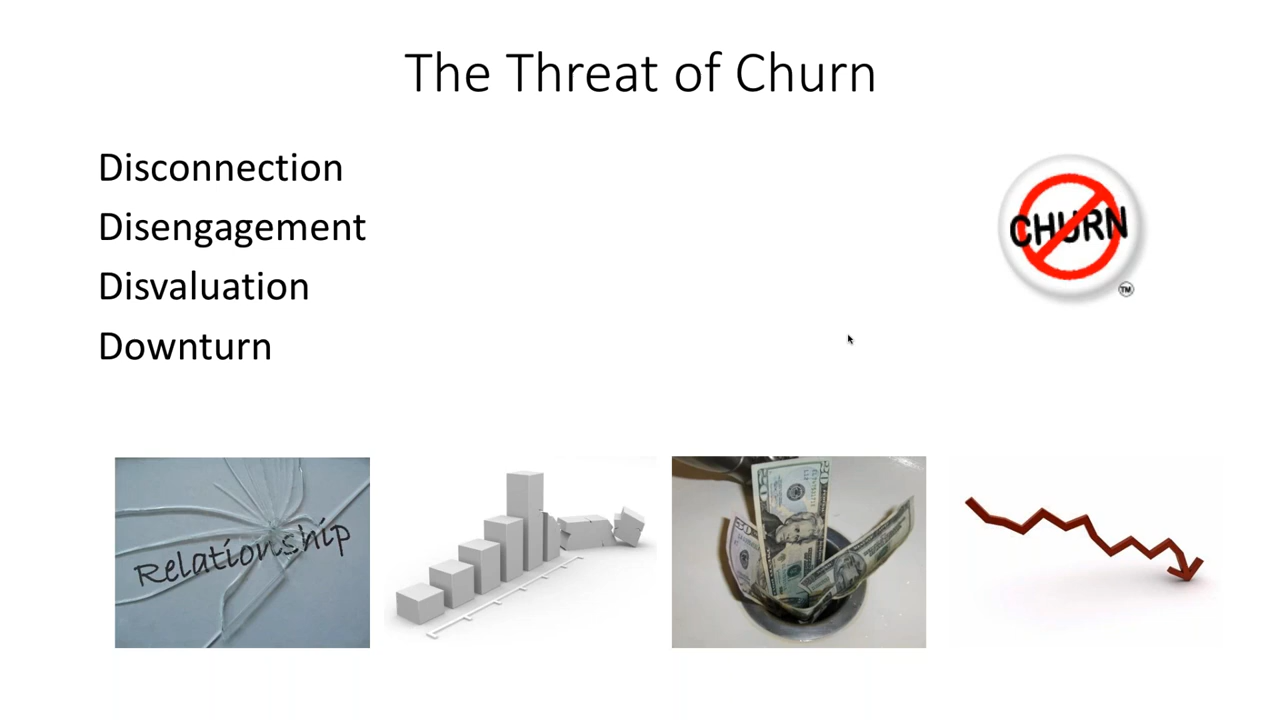 The Threat of Churn
Disconnection
Disengagement
Disvaluation
Downturn
CHURN
TM
Relationship